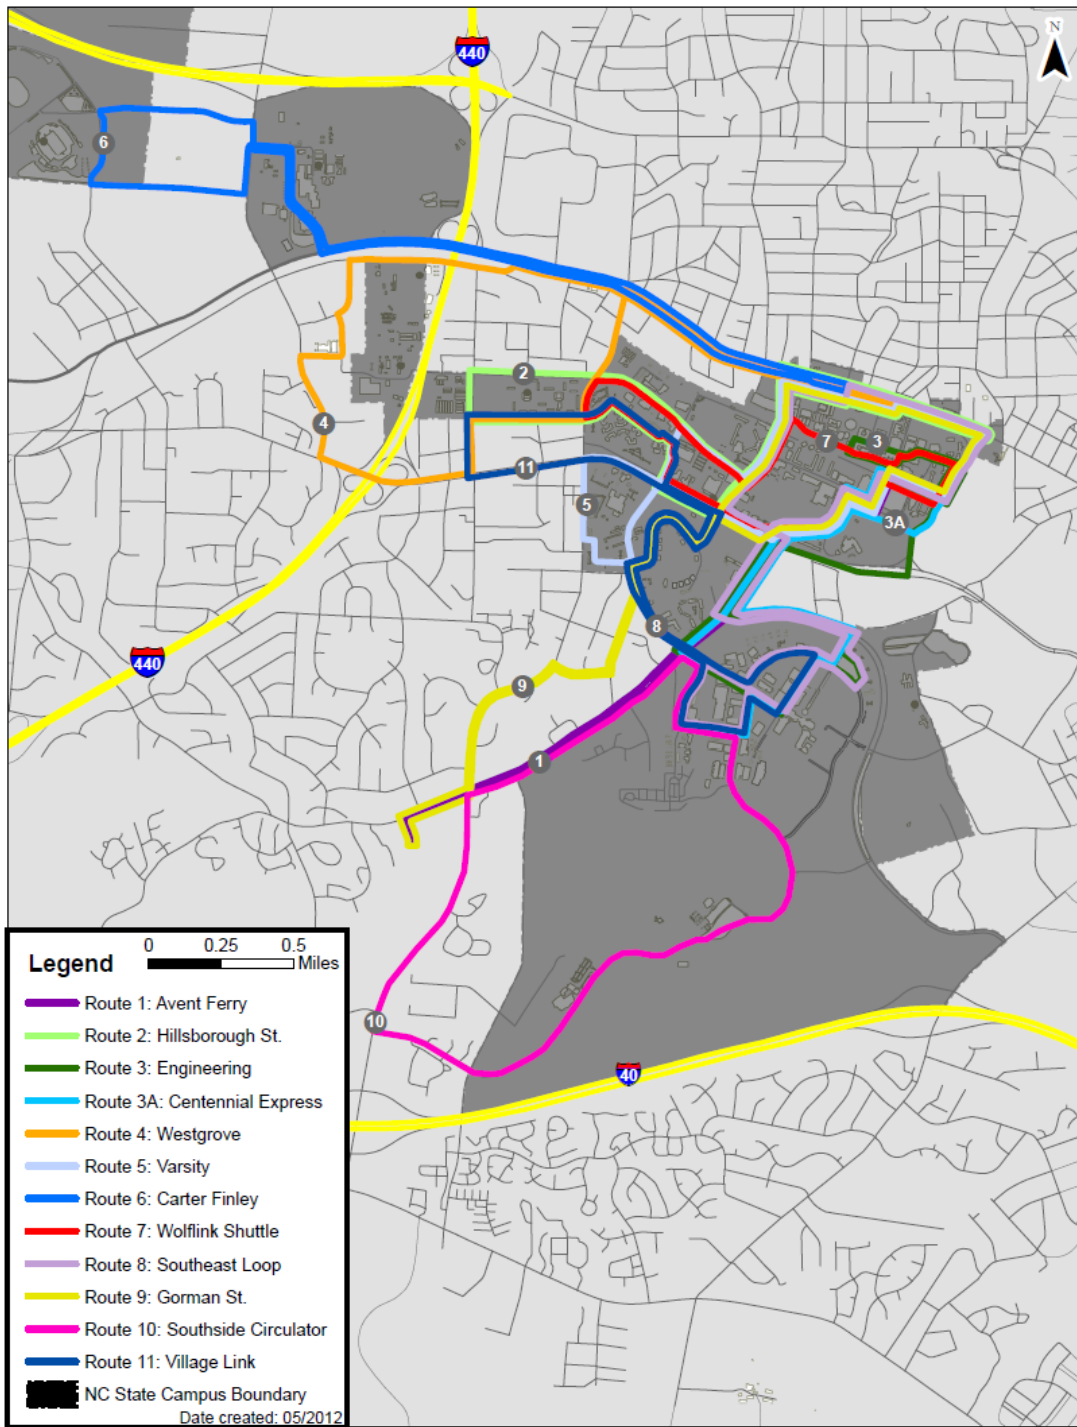 N
440
6
2
4
7
3
11
5
3A
8
440
9
1
10
40
Legend
0 0.25 0.5
Miles
Route 1: Avent Ferry
Route 2: Hillsborough St.
Route 3: Engineering
Route 3A: Centennial Express
Route 4: Westgrove
Route 5: Varsity
Route 6: Carter Finley
Route 7: Wolflink Shuttle
Route 8: Southeast Loop
Route 9: Gorman St.
Route 10: Southside Circulator
Route 11: Village Link
NC State Campus Boundary
Date created: 05/2012